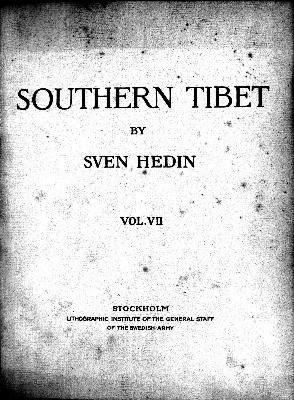 SOUTHERN TIBET
BY
SVEN HEDIN
VOL. VII
STOCKHOLM
LITHOGRAPHIC INSTITUTE OF THE GENERAL STAFF
OF THE SWEDISH ARMY